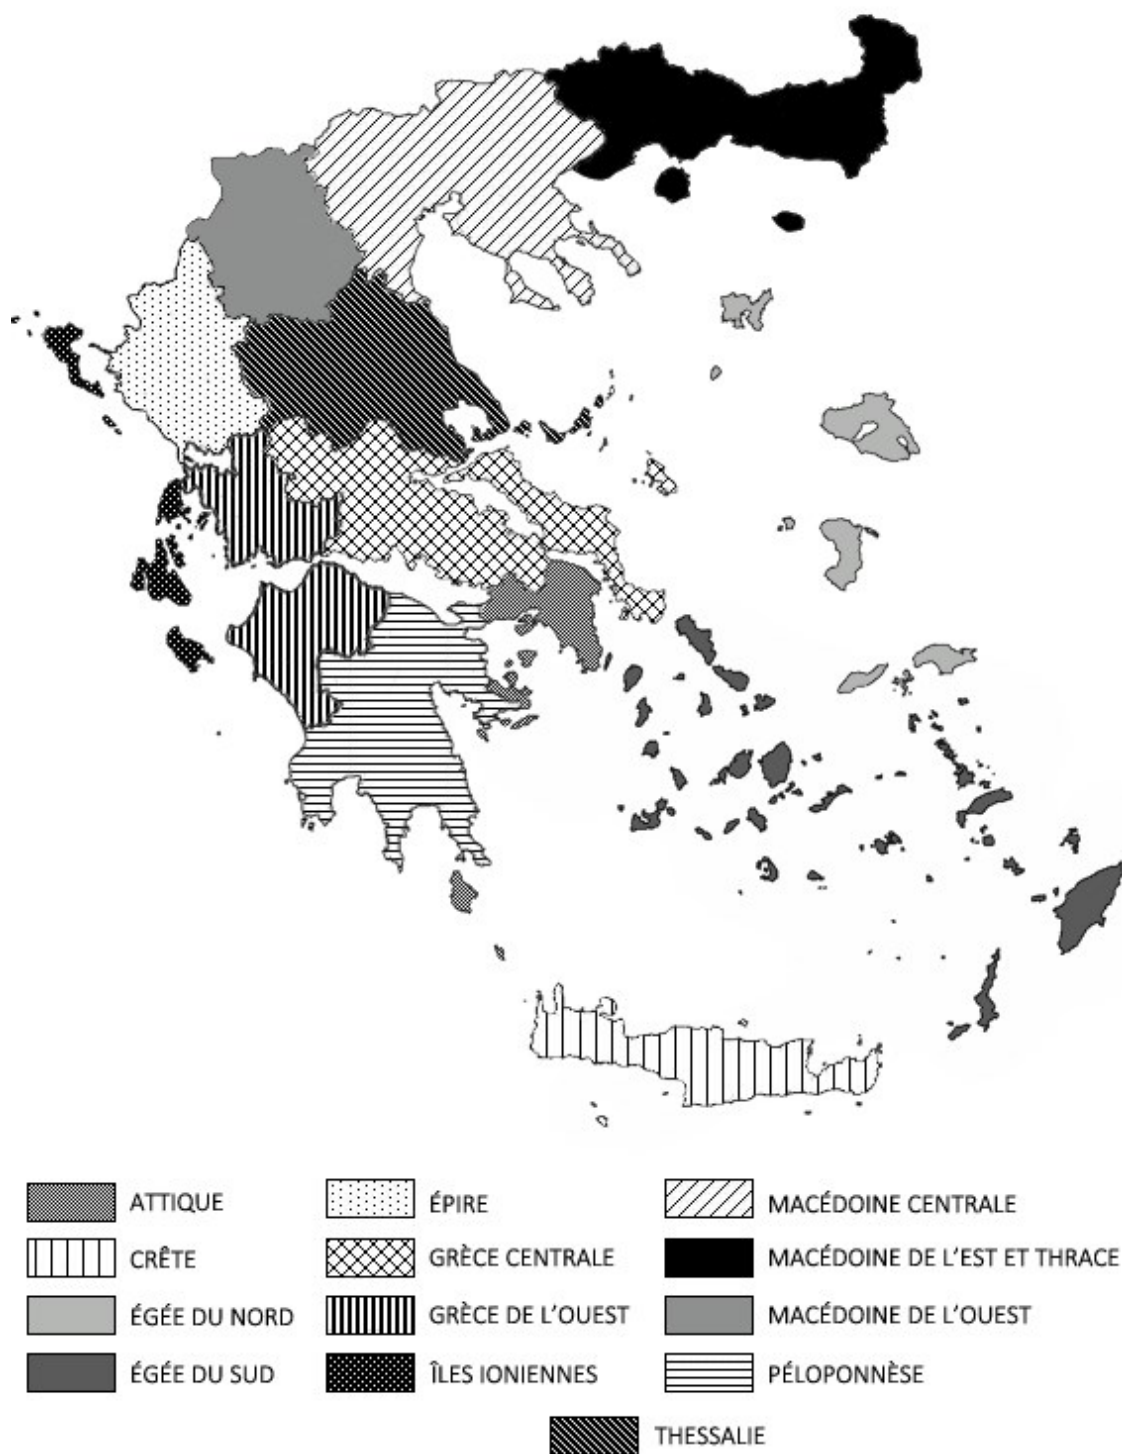 ATTIQUE
ÉPIRE
MACÉDOINE CENTRALE
CRÊTE
GRÈCE CENTRALE
MACÉDOINE DE L'EST ET THRACE
ÉGÉE DU NORD
GRÈCE DE L'OUEST
MACÉDOINE DE L'OUEST
ÉGÉE DU SUD
ÎLES IONIENNES
PÉLOPONNÈSE
THESSALIE